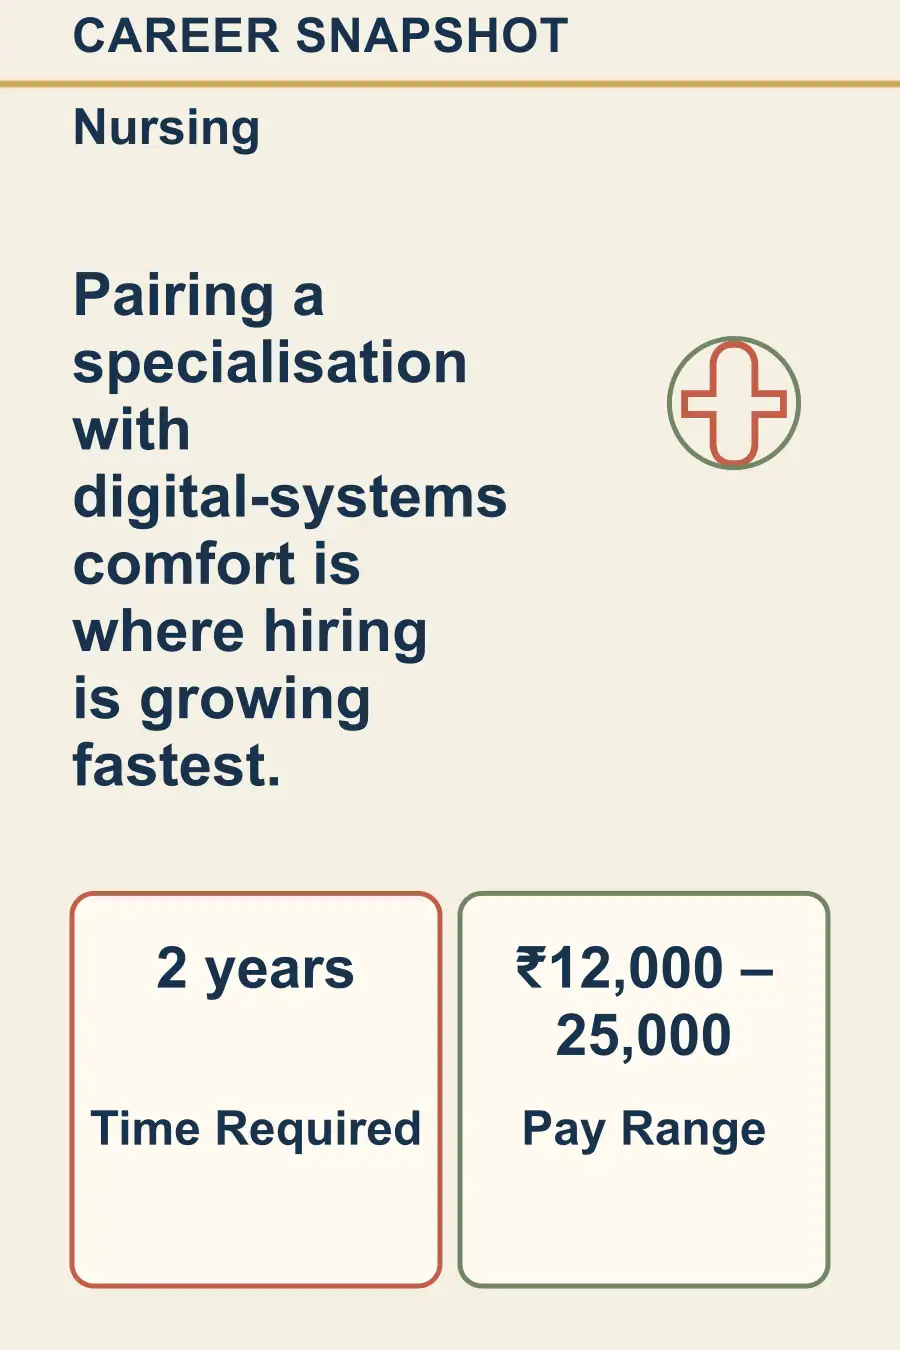 CAREER SNAPSHOT
Nursing
Pairing a
specialisation
with
digital-systems
comfort is
where hiring
is growing
fastest.
2 years
Time Required
₹12,000 –
25,000
Pay Range